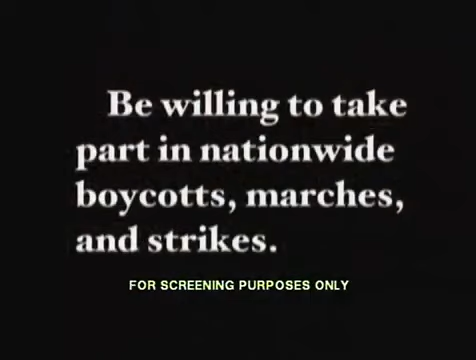 Be willing to take
part in nationwide
boycotts, marches,
and strikes.
FOR SCREENING PURPOSES ONLY